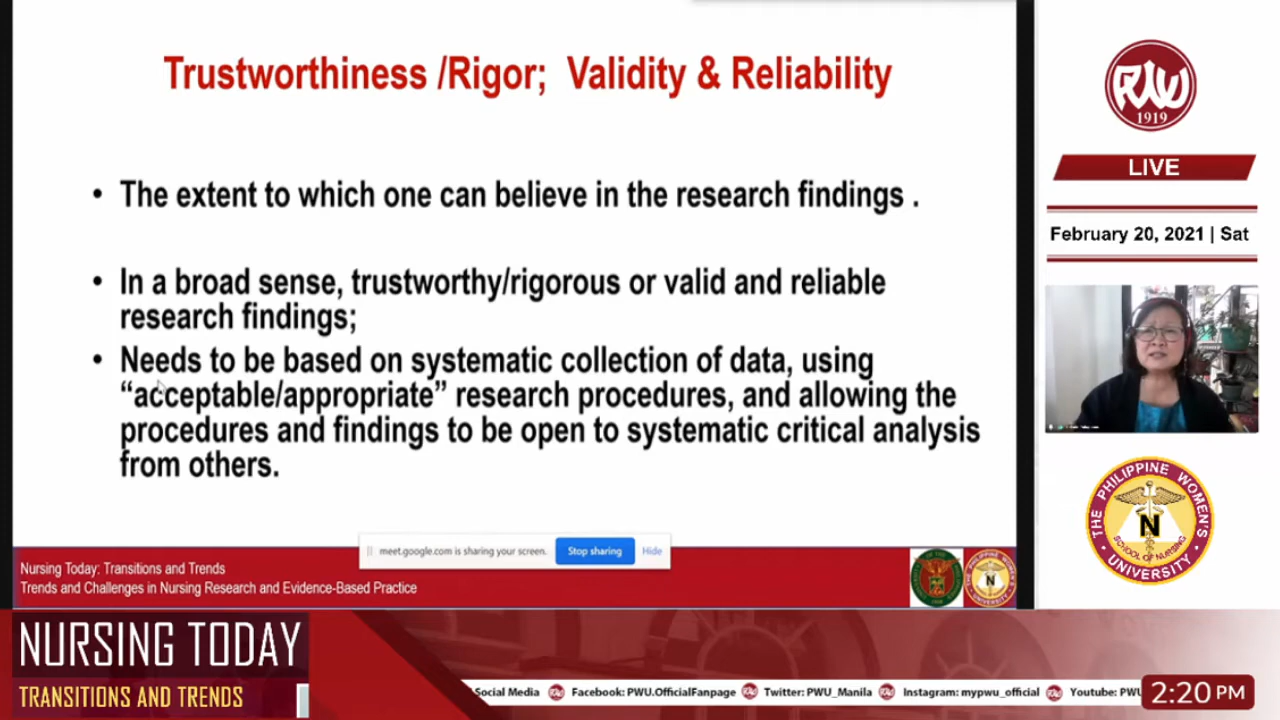 Trustworthiness /Rigor; Validity & Reliability
• The extent to which one can believe in the research findings .
• In a broad sense, trustworthy/rigorous or valid and reliable
research findings;
• Needs to be based on systematic collection of data, using
“acceptable/appropriate” research procedures, and allowing the
procedures and findings to be open to systematic critical analysis
from others.
meet.google.com is sharing your screen. Stop sharing Hide
Nursing Today: Transitions and Trends
Trends and Challenges in Nursing Research and Evidence-Based Practice
PWU
1919
LIVE
February 20, 2021 | Sat
THE PHILIPPINE WOMEN'S
N
SCHOOL OF NURSING
UNIVERSITY
NURSING TODAY
TRANSITIONS AND TRENDS
Social Media Facebook: PWU.OfficialFanpage Twitter: PWU_Manila Instagram: mypwu_official Youtube: PWU
2:20 PM